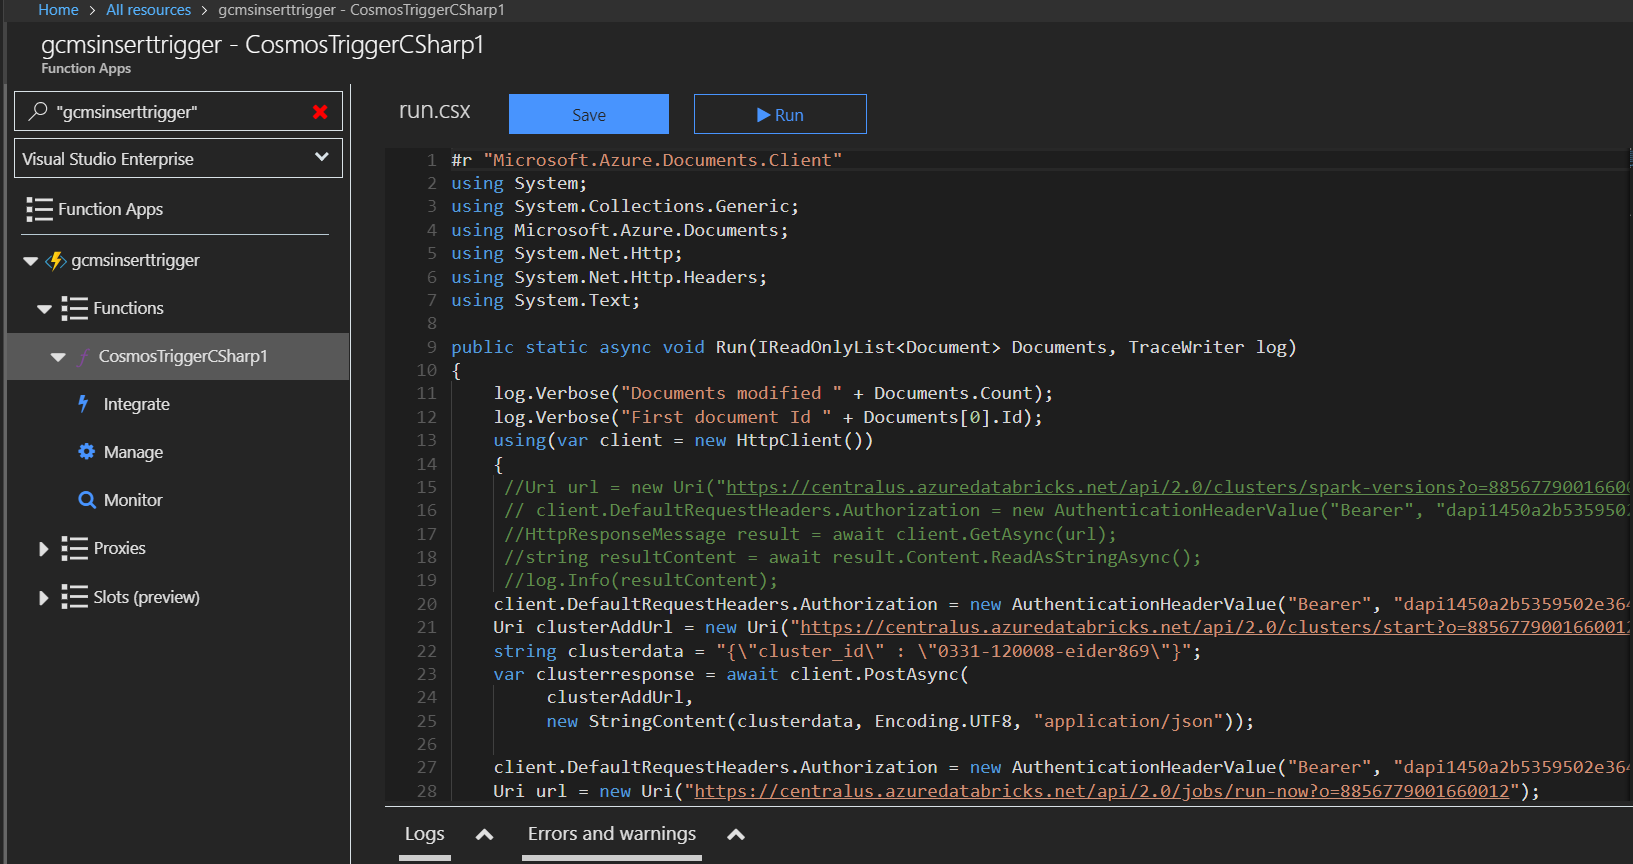 Home > All resources > gcmsinserttrigger - CosmosTriggerCSharp1
gcmsinserttrigger - CosmosTriggerCSharp1
Function Apps
"gcmsinserttrigger"
Visual Studio Enterprise
Function Apps
gcmsinserttrigger
Functions
CosmosTriggerCSharp1
Integrate
Manage
Monitor
Proxies
Slots (preview)
run.csx
Save
Run
1 #r "Microsoft.Azure.Documents.Client"
2 using System;
3 using System.Collections.Generic;
4 using Microsoft.Azure.Documents;
5 using System.Net.Http;
6 using System.Net.Http.Headers;
7 using System.Text;
8
9 public static async void Run(IReadOnlyList<Document> Documents, TraceWriter log)
10 {
11 log.Verbose("Documents modified " + Documents.Count);
12 log.Verbose("First document Id " + Documents[0].Id);
13 using(var client = new HttpClient())
14 {
15 //Uri url = new Uri("https://centralus.azuredatabricks.net/api/2.0/clusters/spark-versions?o=885677900166600
16 // client.DefaultRequestHeaders.Authorization = new AuthenticationHeaderValue("Bearer", "dapi1450a2b5359502
17 //HttpResponseMessage result = await client.GetAsync(url);
18 //string resultContent = await result.Content.ReadAsStringAsync();
19 //log.Info(resultContent);
20 client.DefaultRequestHeaders.Authorization = new AuthenticationHeaderValue("Bearer", "dapi1450a2b5359502e364
21 Uri clusterAddUrl = new Uri("https://centralus.azuredatabricks.net/api/2.0/clusters/start?o=8856779001660012
22 string clusterdata = "{\"cluster_id\" : \"0331-120008-eider869\"}";
23 var clusterresponse = await client.PostAsync(
24 clusterAddUrl,
25 new StringContent(clusterdata, Encoding.UTF8, "application/json"));
26
27 client.DefaultRequestHeaders.Authorization = new AuthenticationHeaderValue("Bearer", "dapi1450a2b5359502e364
28 Uri url = new Uri("https://centralus.azuredatabricks.net/api/2.0/jobs/run-now?o=8856779001660012");
Logs
Errors and warnings